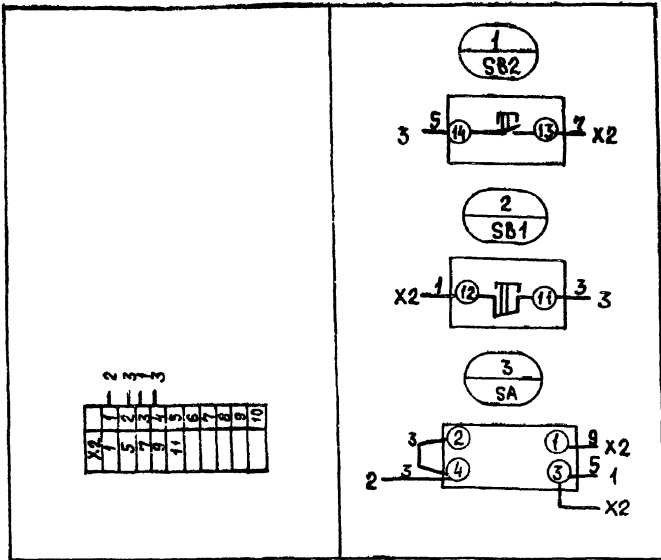 1
SB2
3 5 14 13 7 X2
2
SB1
X2 1 12 11 3 3
3
SA
3 2 1 9 X2
2 3 4 3 5 1
X2
2 3 1 3
X2 1 2 3 4 5 6 7 8 9 10
1 5 7 9 11